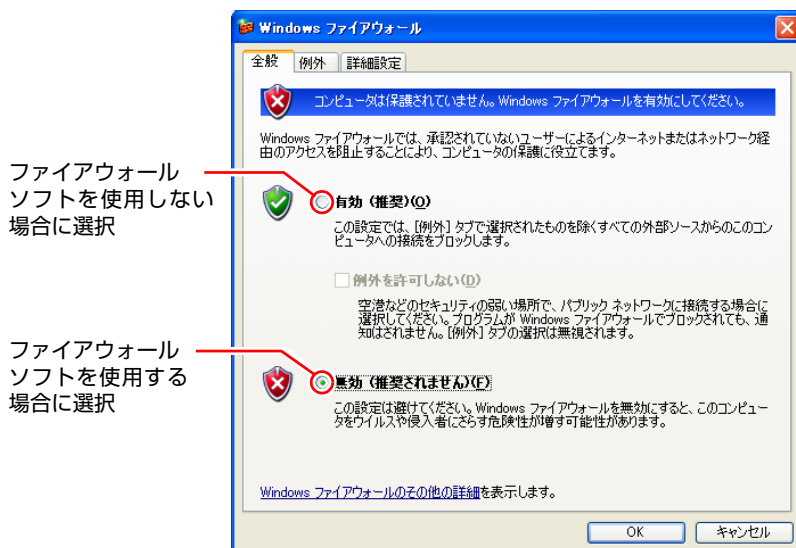 Windows ファイアウォール
全般
例外
詳細設定
コンピュータは保護されていません。Windows ファイアウォールを有効にしてください。
Windows ファイアウォールでは、承認されていないユーザーによるインターネットまたはネットワーク経
由のアクセスを阻止することにより、コンピュータの保護に役立てます。
ファイアウォール
ソフトを使用しない
場合に選択
有効 (推奨)(O)
この設定では、[例外] タブで選択されたものを除くすべての外部ソースからのこのコン
ピュータへの接続をブロックします。
例外を許可しない(D)
空港などのセキュリティの弱い場所で、パブリック ネットワークに接続する場合に
選択してください。プログラムが Windows ファイアウォールでブロックされても、通
知はされません。[例外] タブの選択は無視されます。
ファイアウォール
ソフトを使用する
場合に選択
無効 (推奨されません)(F)
この設定は避けてください。Windows ファイアウォールを無効にすると、このコンピュー
タをウイルスや侵入者にさらす危険性が増す可能性があります。
Windows ファイアウォールのその他の詳細を表示します。
OK
キャンセル